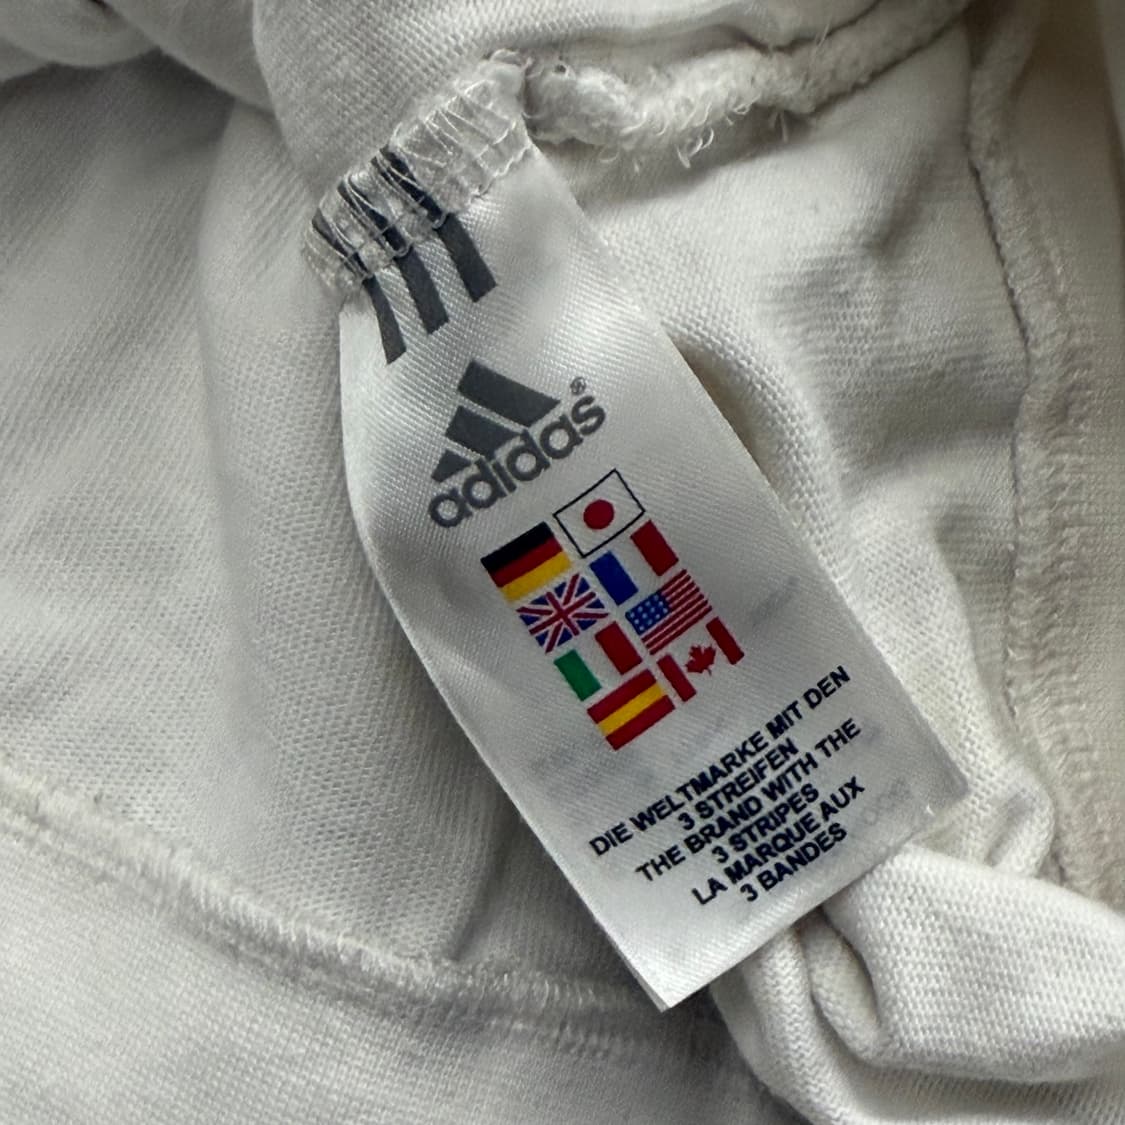 adidas®
DIE WELTMARKE MIT DEN
3 STREIFEN
THE BRAND WITH THE
3 STRIPES
LA MARQUE AUX
3 BANDES